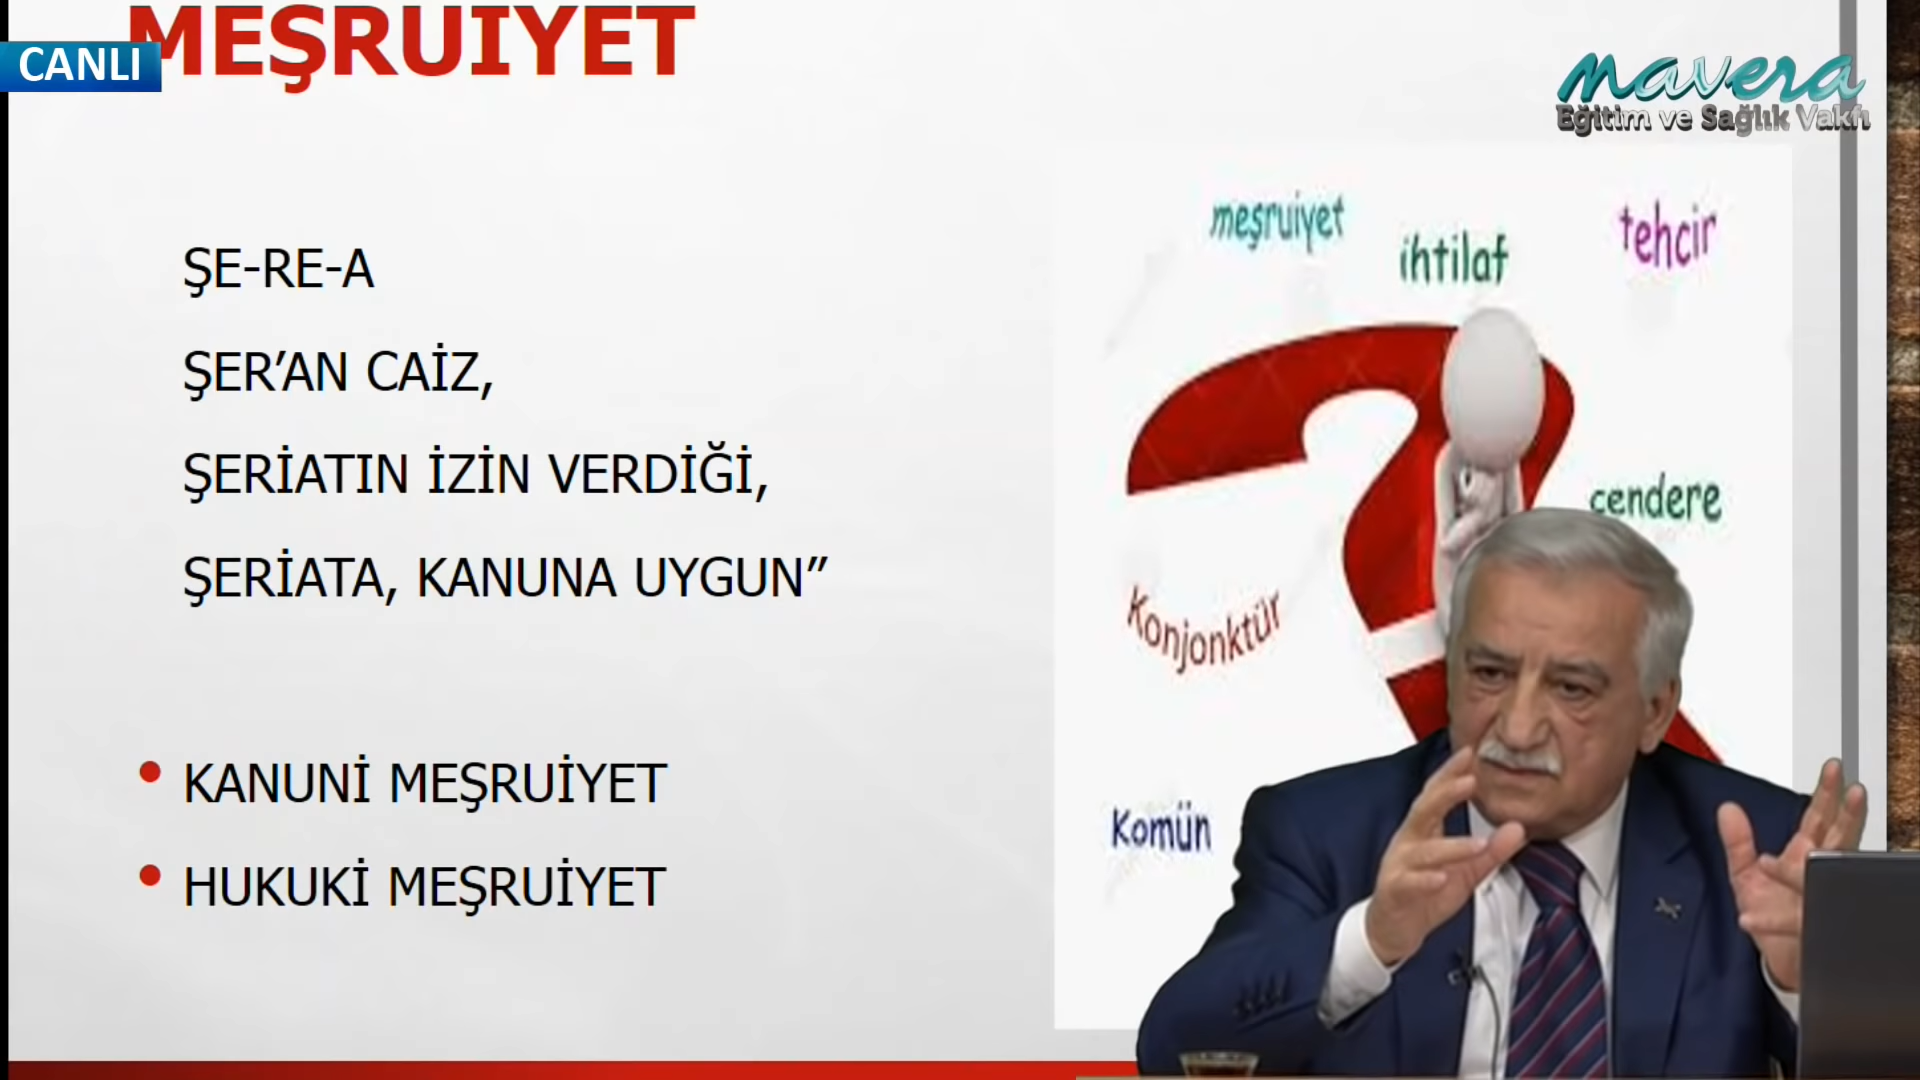 MEŞRUIYET
CANLI
mavera
Eğitim ve Sağlık Vakfı
ŞE-RE-A
ŞER’AN CAİZ,
ŞERİATIN İZİN VERDİĞİ,
ŞERİATA, KANUNA UYGUN”
• KANUNİ MEŞRUİYET
• HUKUKİ MEŞRUİYET
meşruiyet
ihtilaf
tehcir
cendere
Konjonktür
Komün